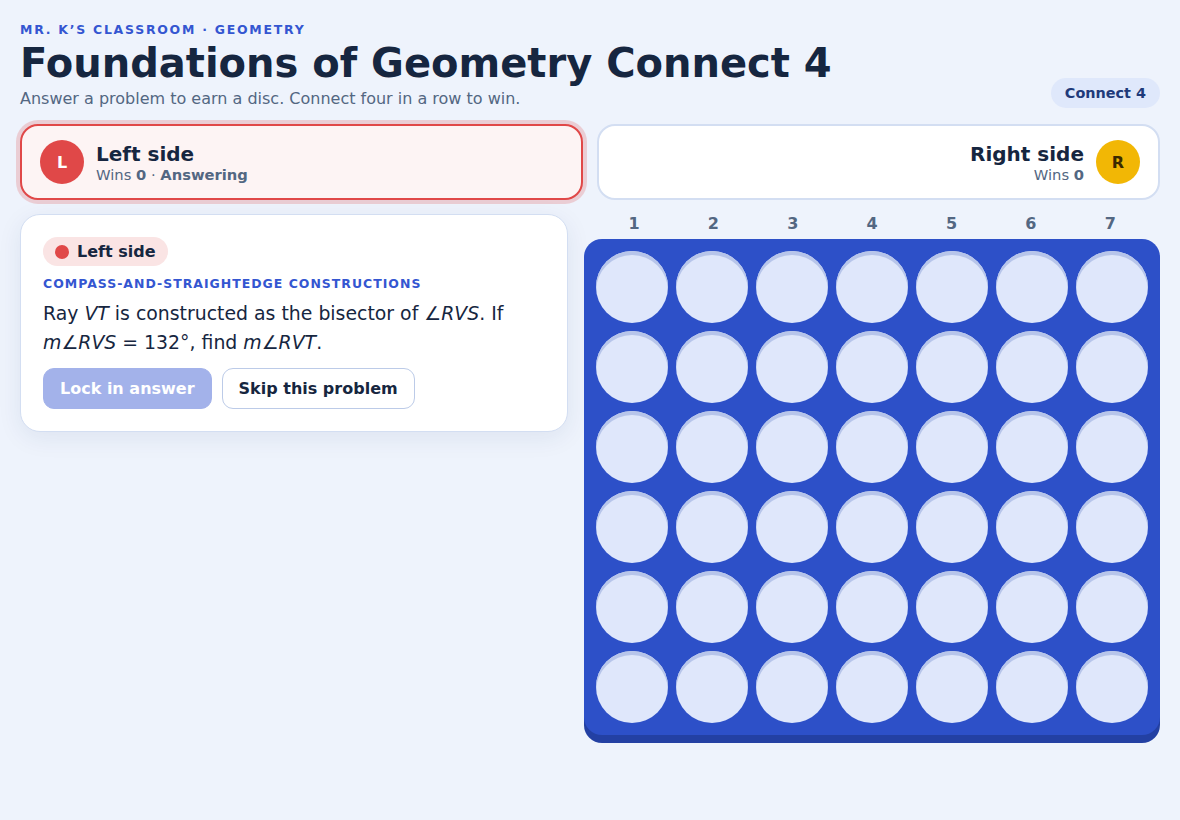 MR. K’S CLASSROOM · GEOMETRY
Foundations of Geometry Connect 4
Answer a problem to earn a disc. Connect four in a row to win.
Connect 4
L
Left side
Wins 0 · Answering
Right side
Wins 0
R
Left side
COMPASS-AND-STRAIGHTEDGE CONSTRUCTIONS
Ray VT is constructed as the bisector of ∠RVS. If
m∠RVS = 132°, find m∠RVT.
Lock in answer
Skip this problem
1 2 3 4 5 6 7